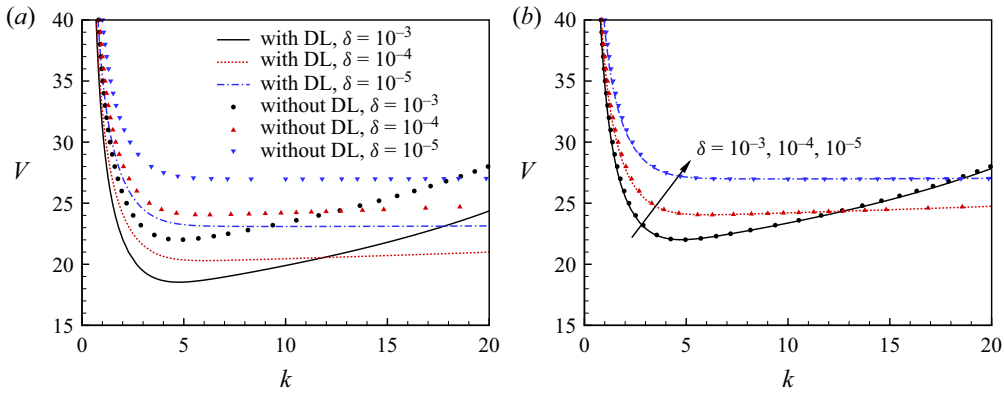 (a)
40
35
30
25
20
15
V
0
5
10
15
20
k
with DL, δ = 10⁻³
with DL, δ = 10⁻⁴
with DL, δ = 10⁻⁵
without DL, δ = 10⁻³
without DL, δ = 10⁻⁴
without DL, δ = 10⁻⁵
(b)
40
35
30
25
20
15
V
0
5
10
15
20
k
δ = 10⁻³, 10⁻⁴, 10⁻⁵